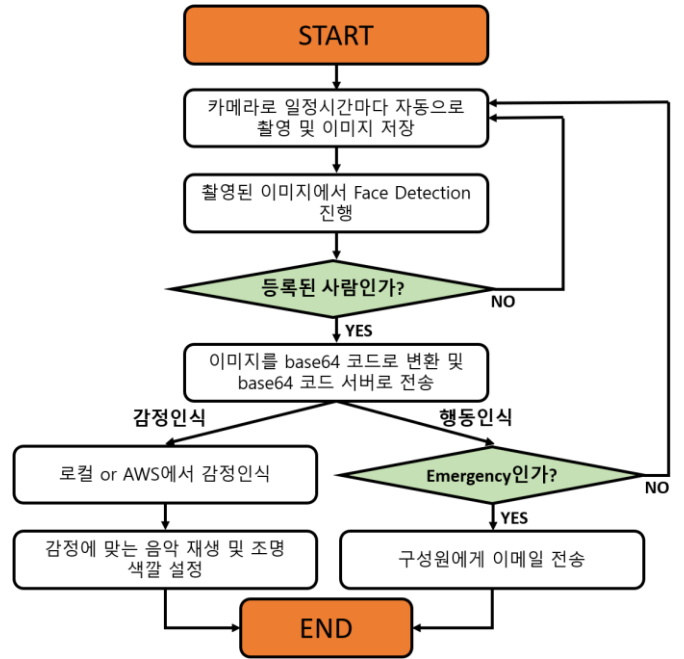 START
카메라로 일정시간마다 자동으로
촬영 및 이미지 저장
촬영된 이미지에서 Face Detection
진행
등록된 사람인가?
NO
YES
이미지를 base64 코드로 변환 및
base64 코드 서버로 전송
감정인식
행동인식
로컬 or AWS에서 감정인식
Emergency인가?
NO
YES
감정에 맞는 음악 재생 및 조명
색깔 설정
구성원에게 이메일 전송
END